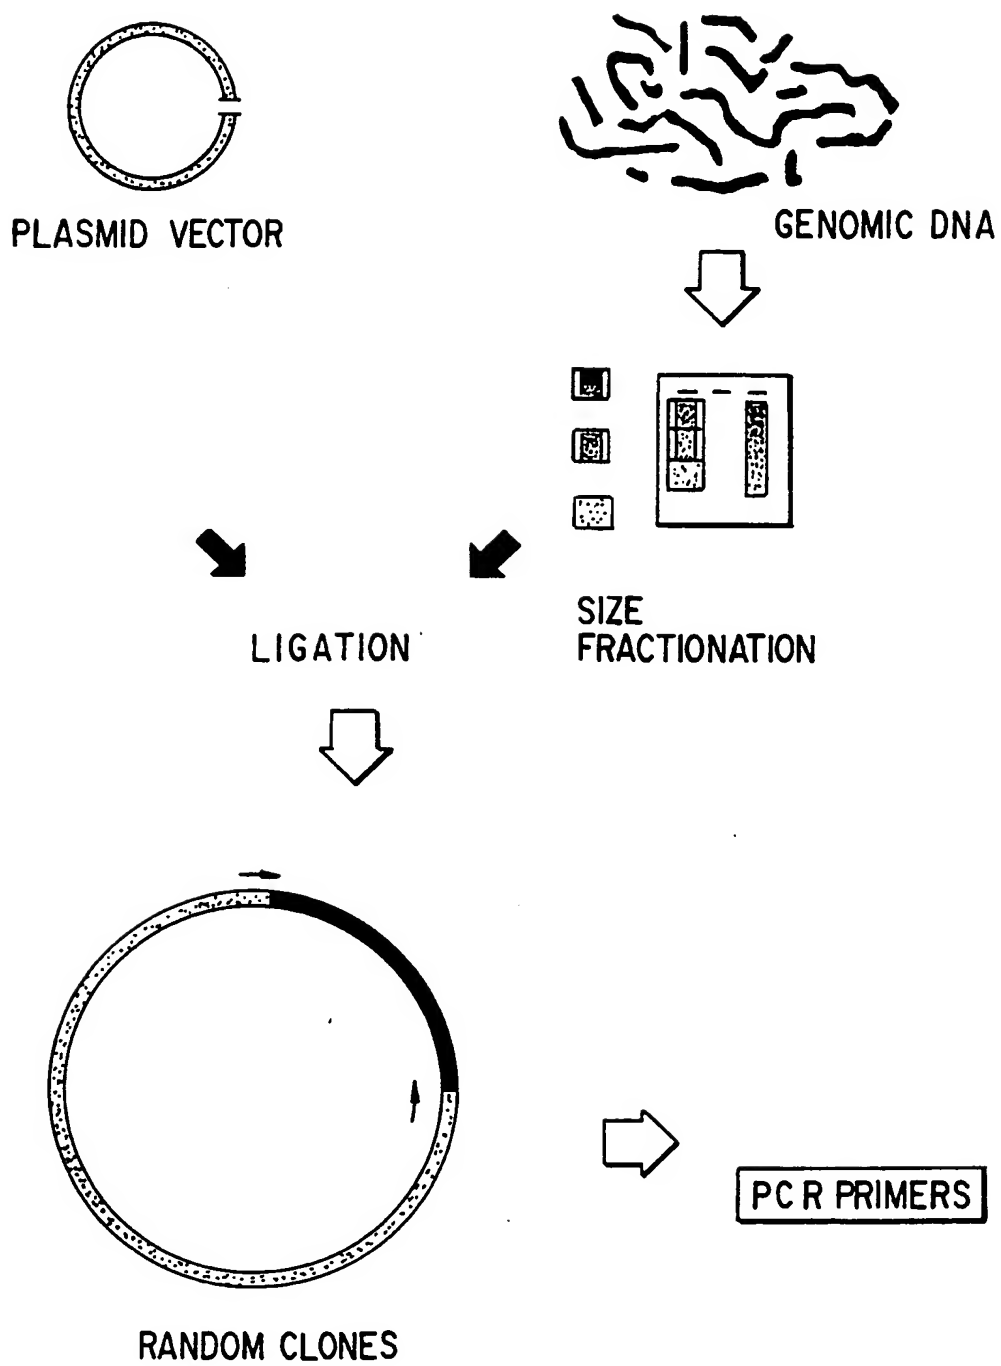 PLASMID VECTOR
GENOMIC DNA
SIZE
FRACTIONATION
LIGATION
RANDOM CLONES
PCR PRIMERS